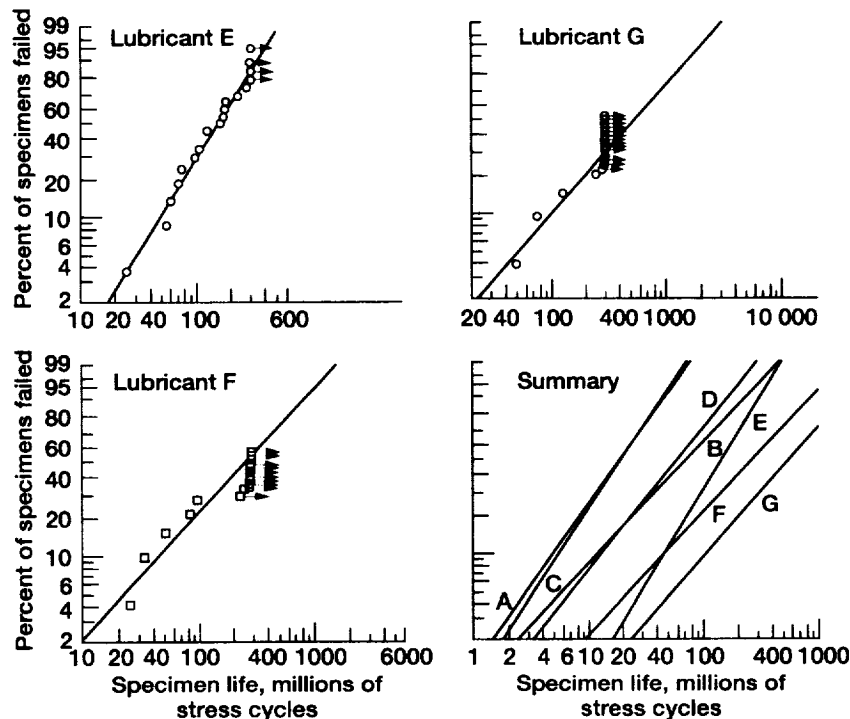 Lubricant E
Percent of specimens failed
99
95
80
60
40
20
10
6
4
2
10 20 40 100 600
Lubricant G
20 100 400 1000 10 000
Lubricant F
Percent of specimens failed
99
95
80
60
40
20
10
6
4
2
10 20 40 100 400 1000 6000
Specimen life, millions of
stress cycles
Summary
D
E
B
F
G
C
A
1 2 4 6 10 20 40 100 400 1000
Specimen life, millions of
stress cycles